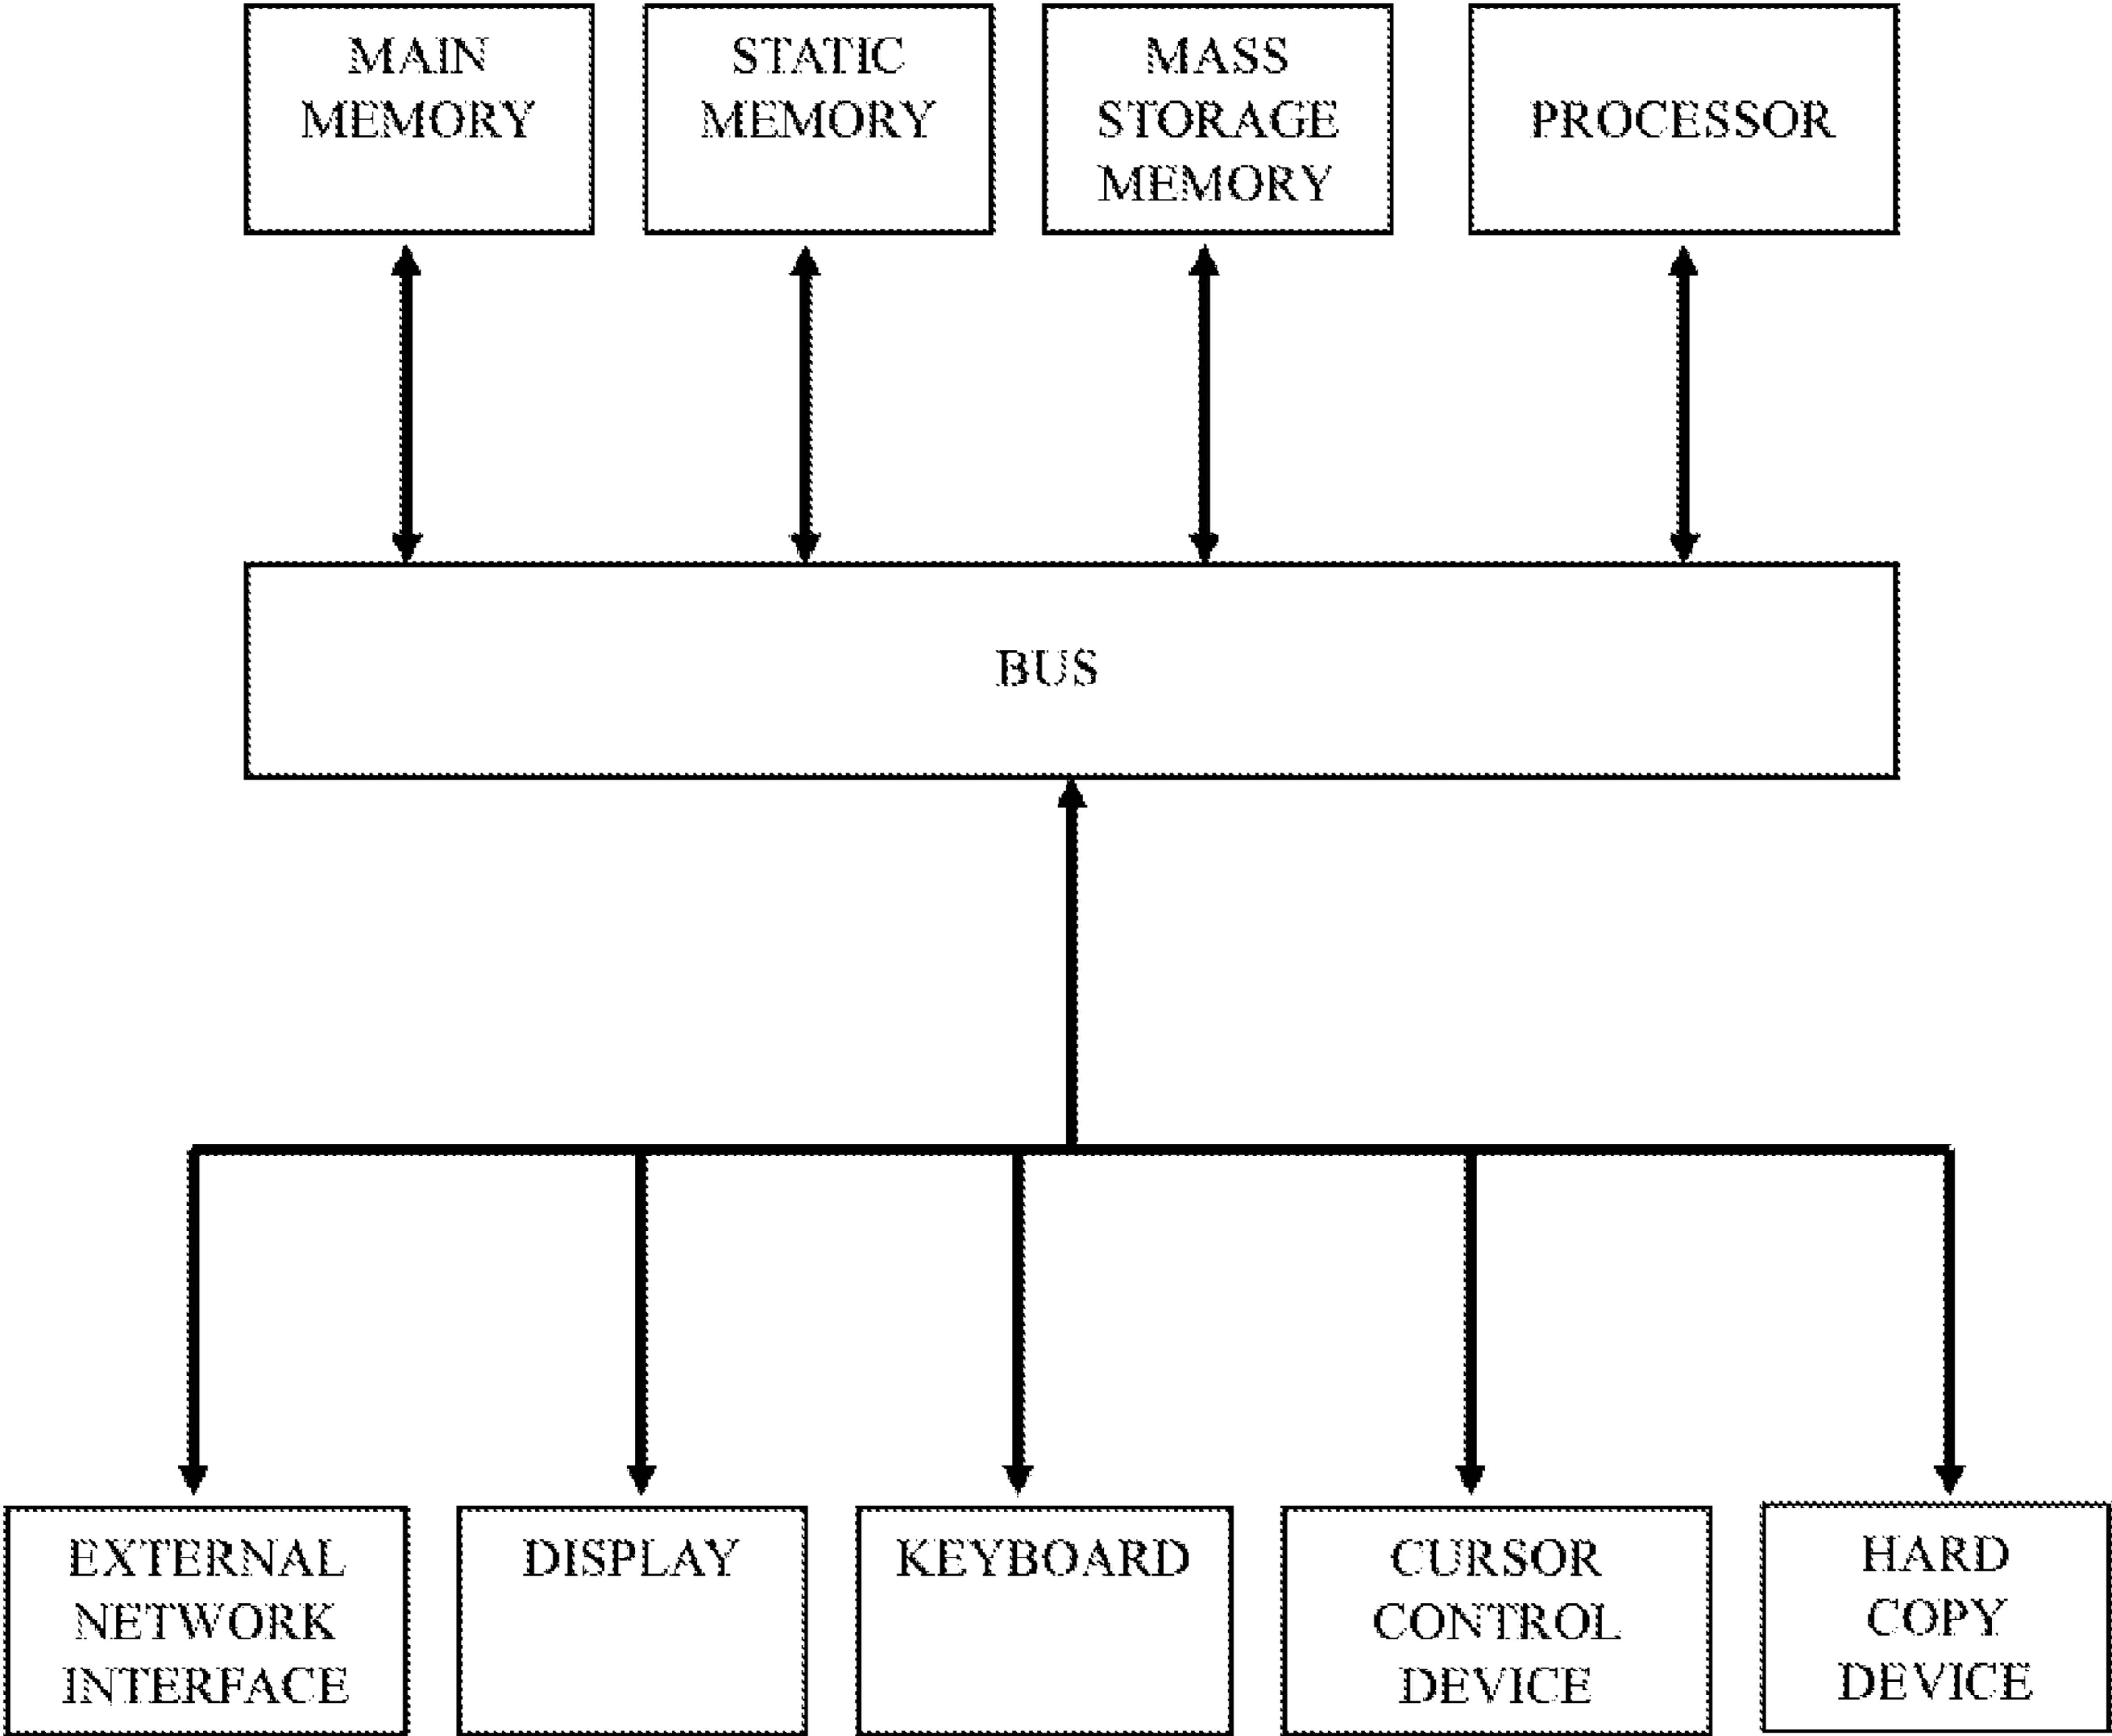 MAIN
MEMORY
STATIC
MEMORY
MASS
STORAGE
MEMORY
PROCESSOR
BUS
EXTERNAL
NETWORK
INTERFACE
DISPLAY
KEYBOARD
CURSOR
CONTROL
DEVICE
HARD
COPY
DEVICE